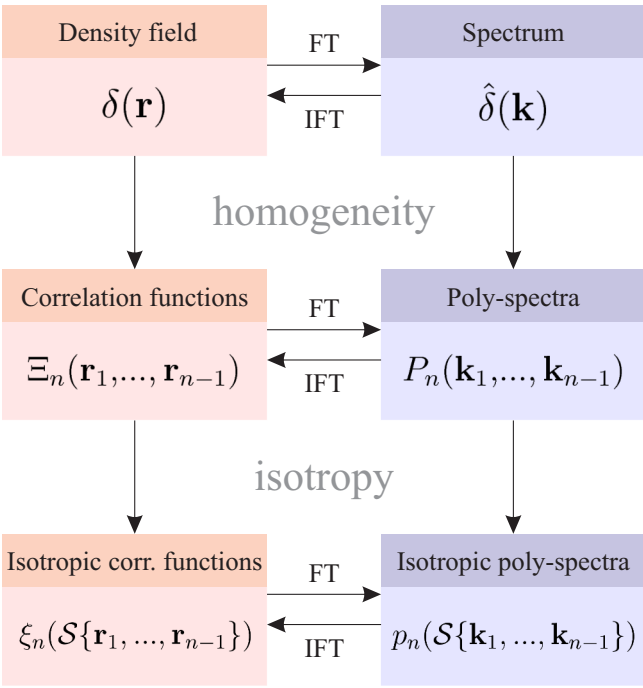 Density field
FT
Spectrum
δ(r)
IFT
δ̂(k)
homogeneity
Correlation functions
FT
Poly-spectra
Ξₙ(r₁,..., rₙ₋₁)
IFT
Pₙ(k₁,..., kₙ₋₁)
isotropy
Isotropic corr. functions
FT
Isotropic poly-spectra
ξₙ(𝒮{r₁, ..., rₙ₋₁})
IFT
pₙ(𝒮{k₁, ..., kₙ₋₁})